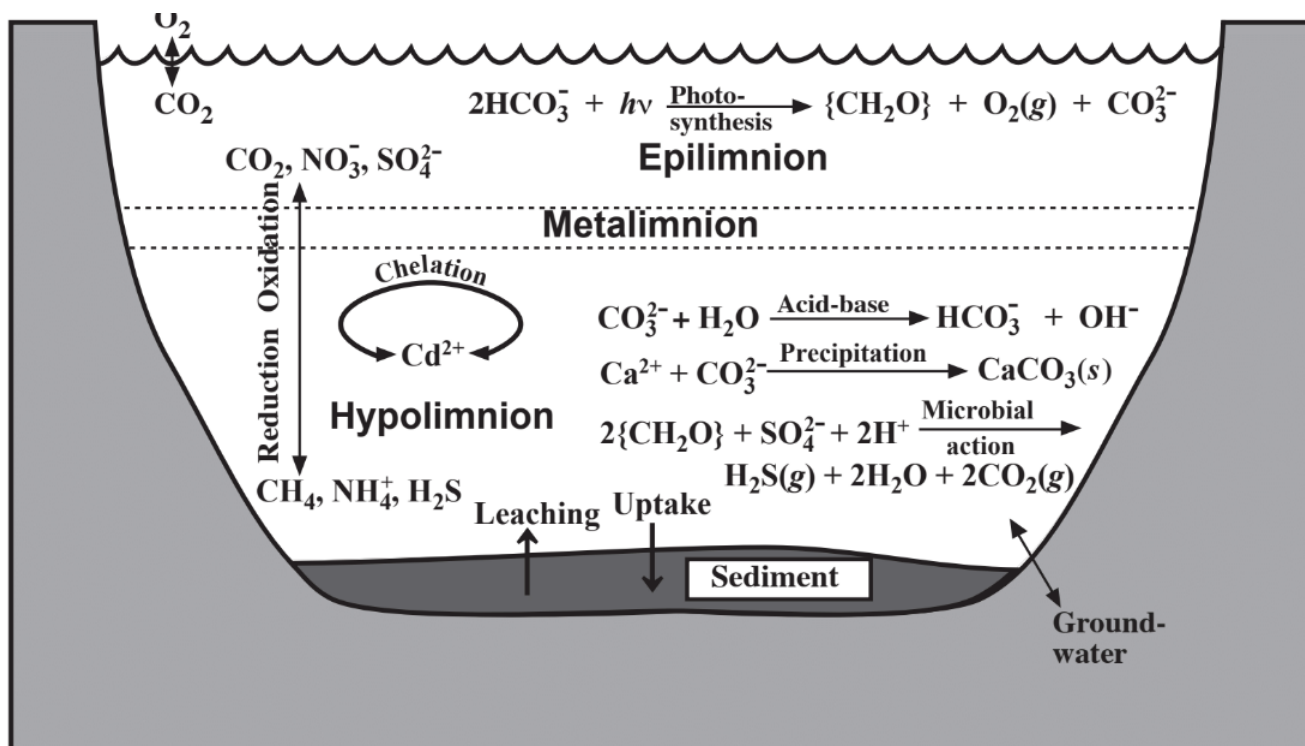 O₂
CO₂
2HCO₃⁻ + hν Photo-synthesis → {CH₂O} + O₂(g) + CO₃²⁻
CO₂, NO₃⁻, SO₄²⁻
Epilimnion
Metalimnion
Oxidation
Reduction
Chelation
Cd²⁺
CO₃²⁻ + H₂O Acid-base → HCO₃⁻ + OH⁻
Ca²⁺ + CO₃²⁻ Precipitation → CaCO₃(s)
Hypolimnion
2{CH₂O} + SO₄²⁻ + 2H⁺ Microbial action →
H₂S(g) + 2H₂O + 2CO₂(g)
CH₄, NH₄⁺, H₂S
Leaching
Uptake
Sediment
Ground-
water